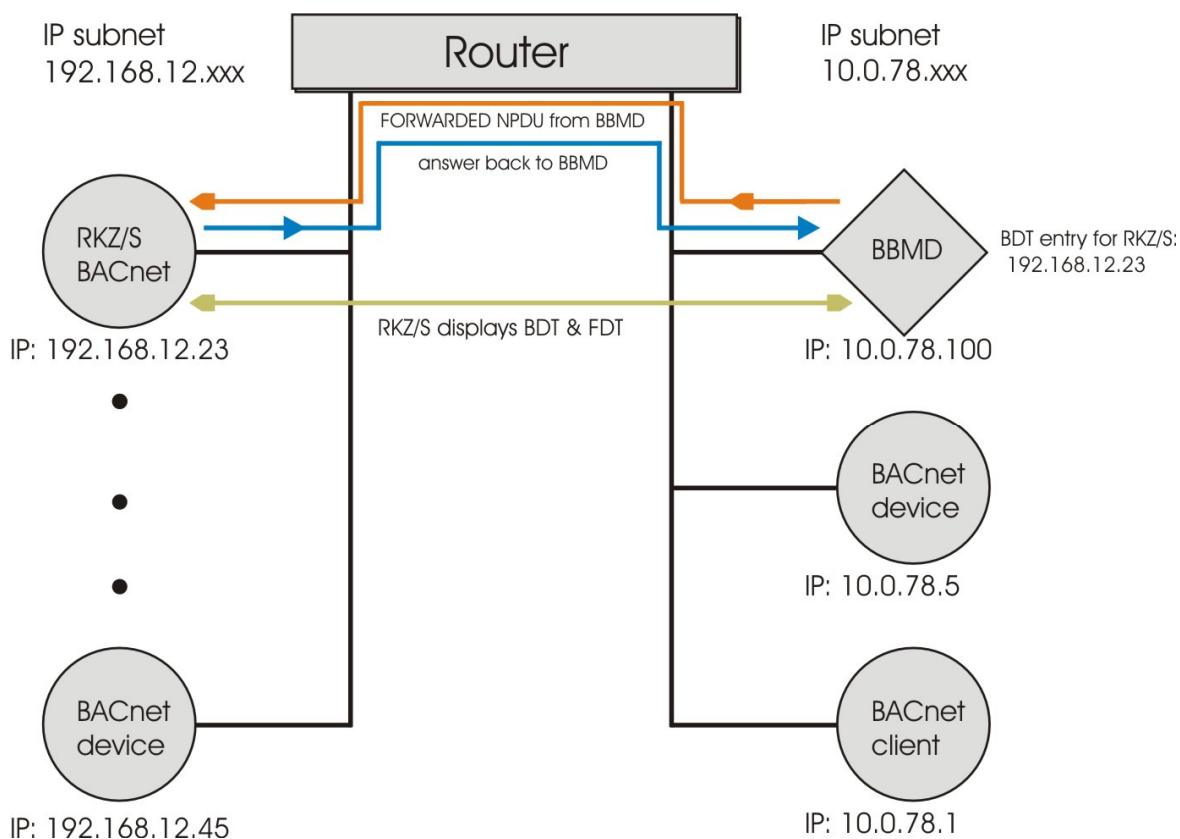 IP subnet
192.168.12.xxx
Router
IP subnet
10.0.78.xxx
FORWARDED NPDU from BBMD
answer back to BBMD
RKZ/S
BACnet
BBMD
BDT entry for RKZ/S:
192.168.12.23
RKZ/S displays BDT & FDT
IP: 192.168.12.23
IP: 10.0.78.100
BACnet
device
IP: 10.0.78.5
BACnet
device
BACnet
client
IP: 192.168.12.45
IP: 10.0.78.1